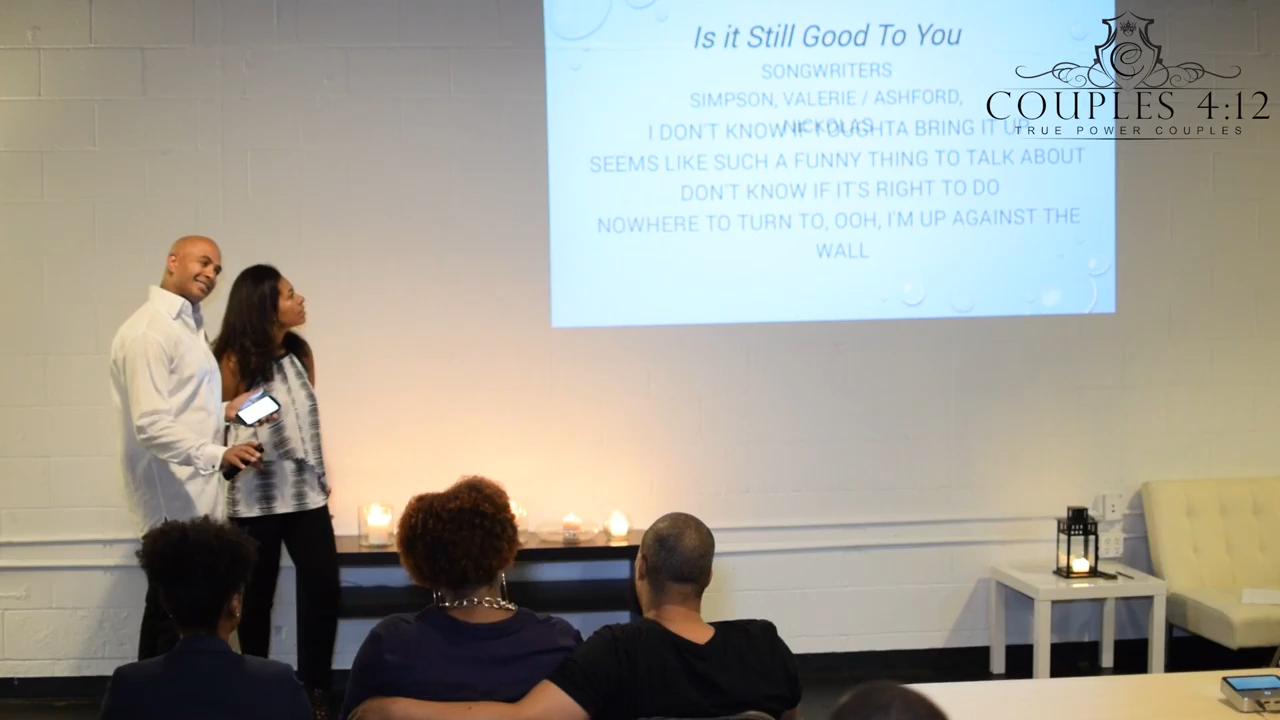 Is it Still Good To You
SONGWRITERS
SIMPSON, VALERIE / ASHFORD,
NICKOLAS
I DON'T KNOW IF I OUGHTA BRING IT UP
SEEMS LIKE SUCH A FUNNY THING TO TALK ABOUT
DON'T KNOW IF IT'S RIGHT TO DO
NOWHERE TO TURN TO, OOH, I'M UP AGAINST THE
WALL
C
COUPLES 4:12
TRUE POWER COUPLES